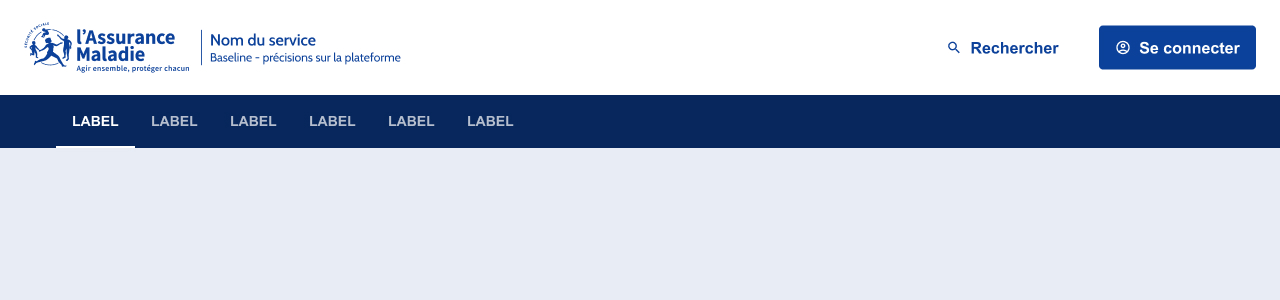 SÉCURITÉ SOCIALE
l'Assurance
Maladie
Agir ensemble, protéger chacun
Nom du service
Baseline - précisions sur la plateforme
Rechercher
Se connecter
LABEL LABEL LABEL LABEL LABEL LABEL